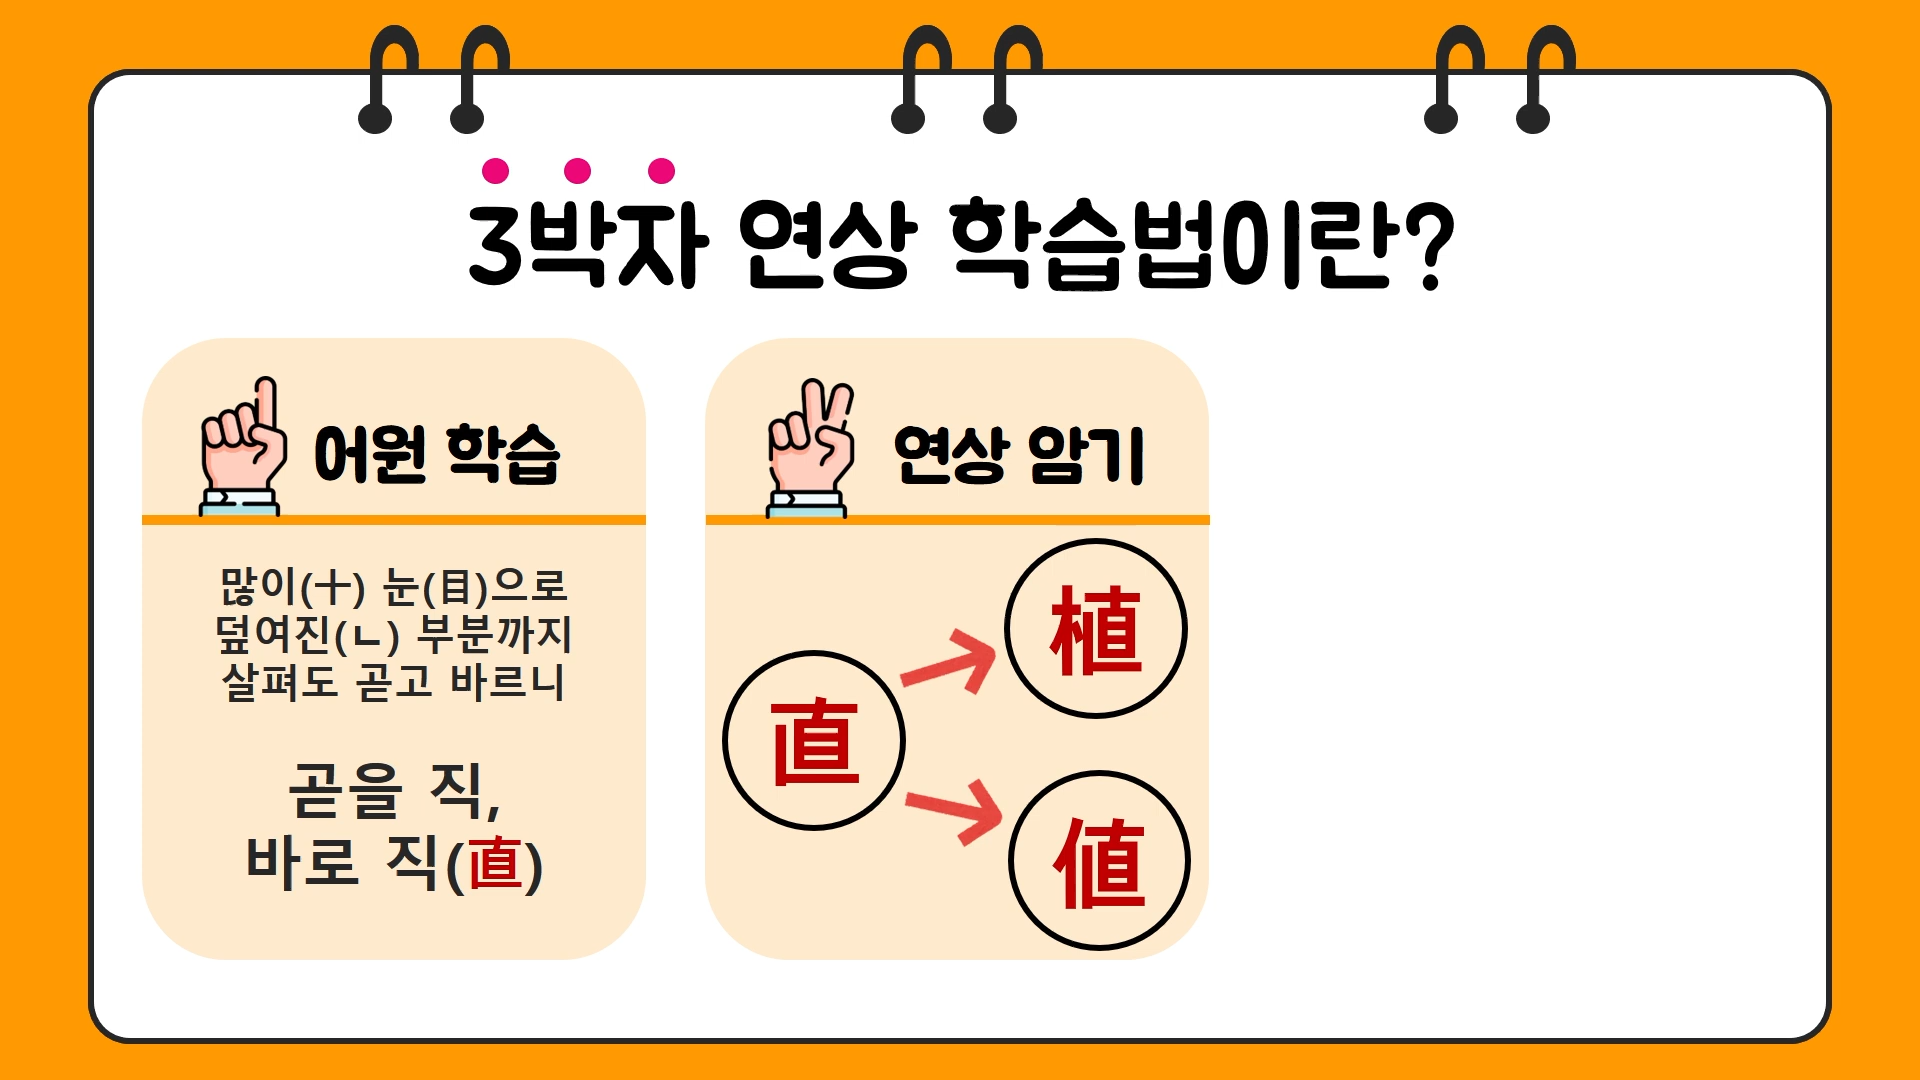 3박자 연상 학습법이란?
어원 학습
많이(十) 눈(目)으로
덮여진(ㄴ) 부분까지
살펴도 곧고 바르니
곧을 직,
바로 직(直)
연상 암기
直
植
値